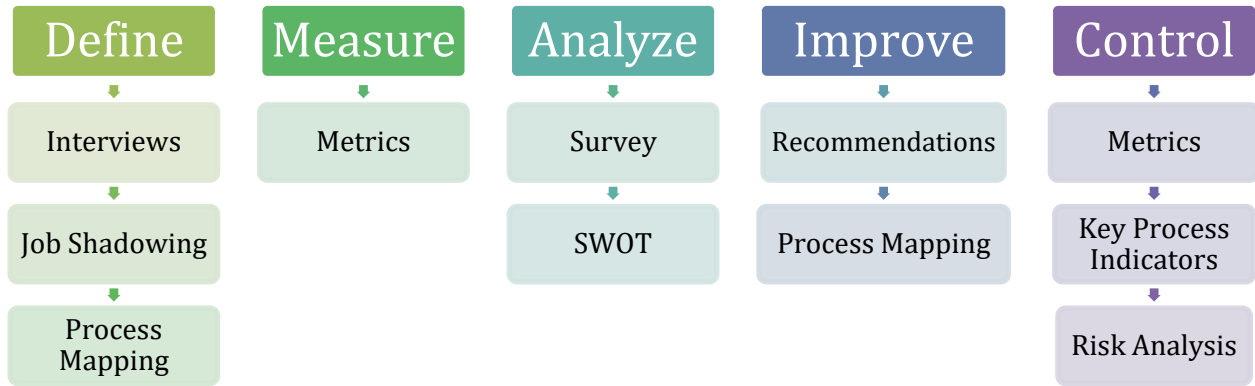 Define
Interviews
Job Shadowing
Process
Mapping
Measure
Metrics
Analyze
Survey
SWOT
Improve
Recommendations
Process Mapping
Control
Metrics
Key Process
Indicators
Risk Analysis